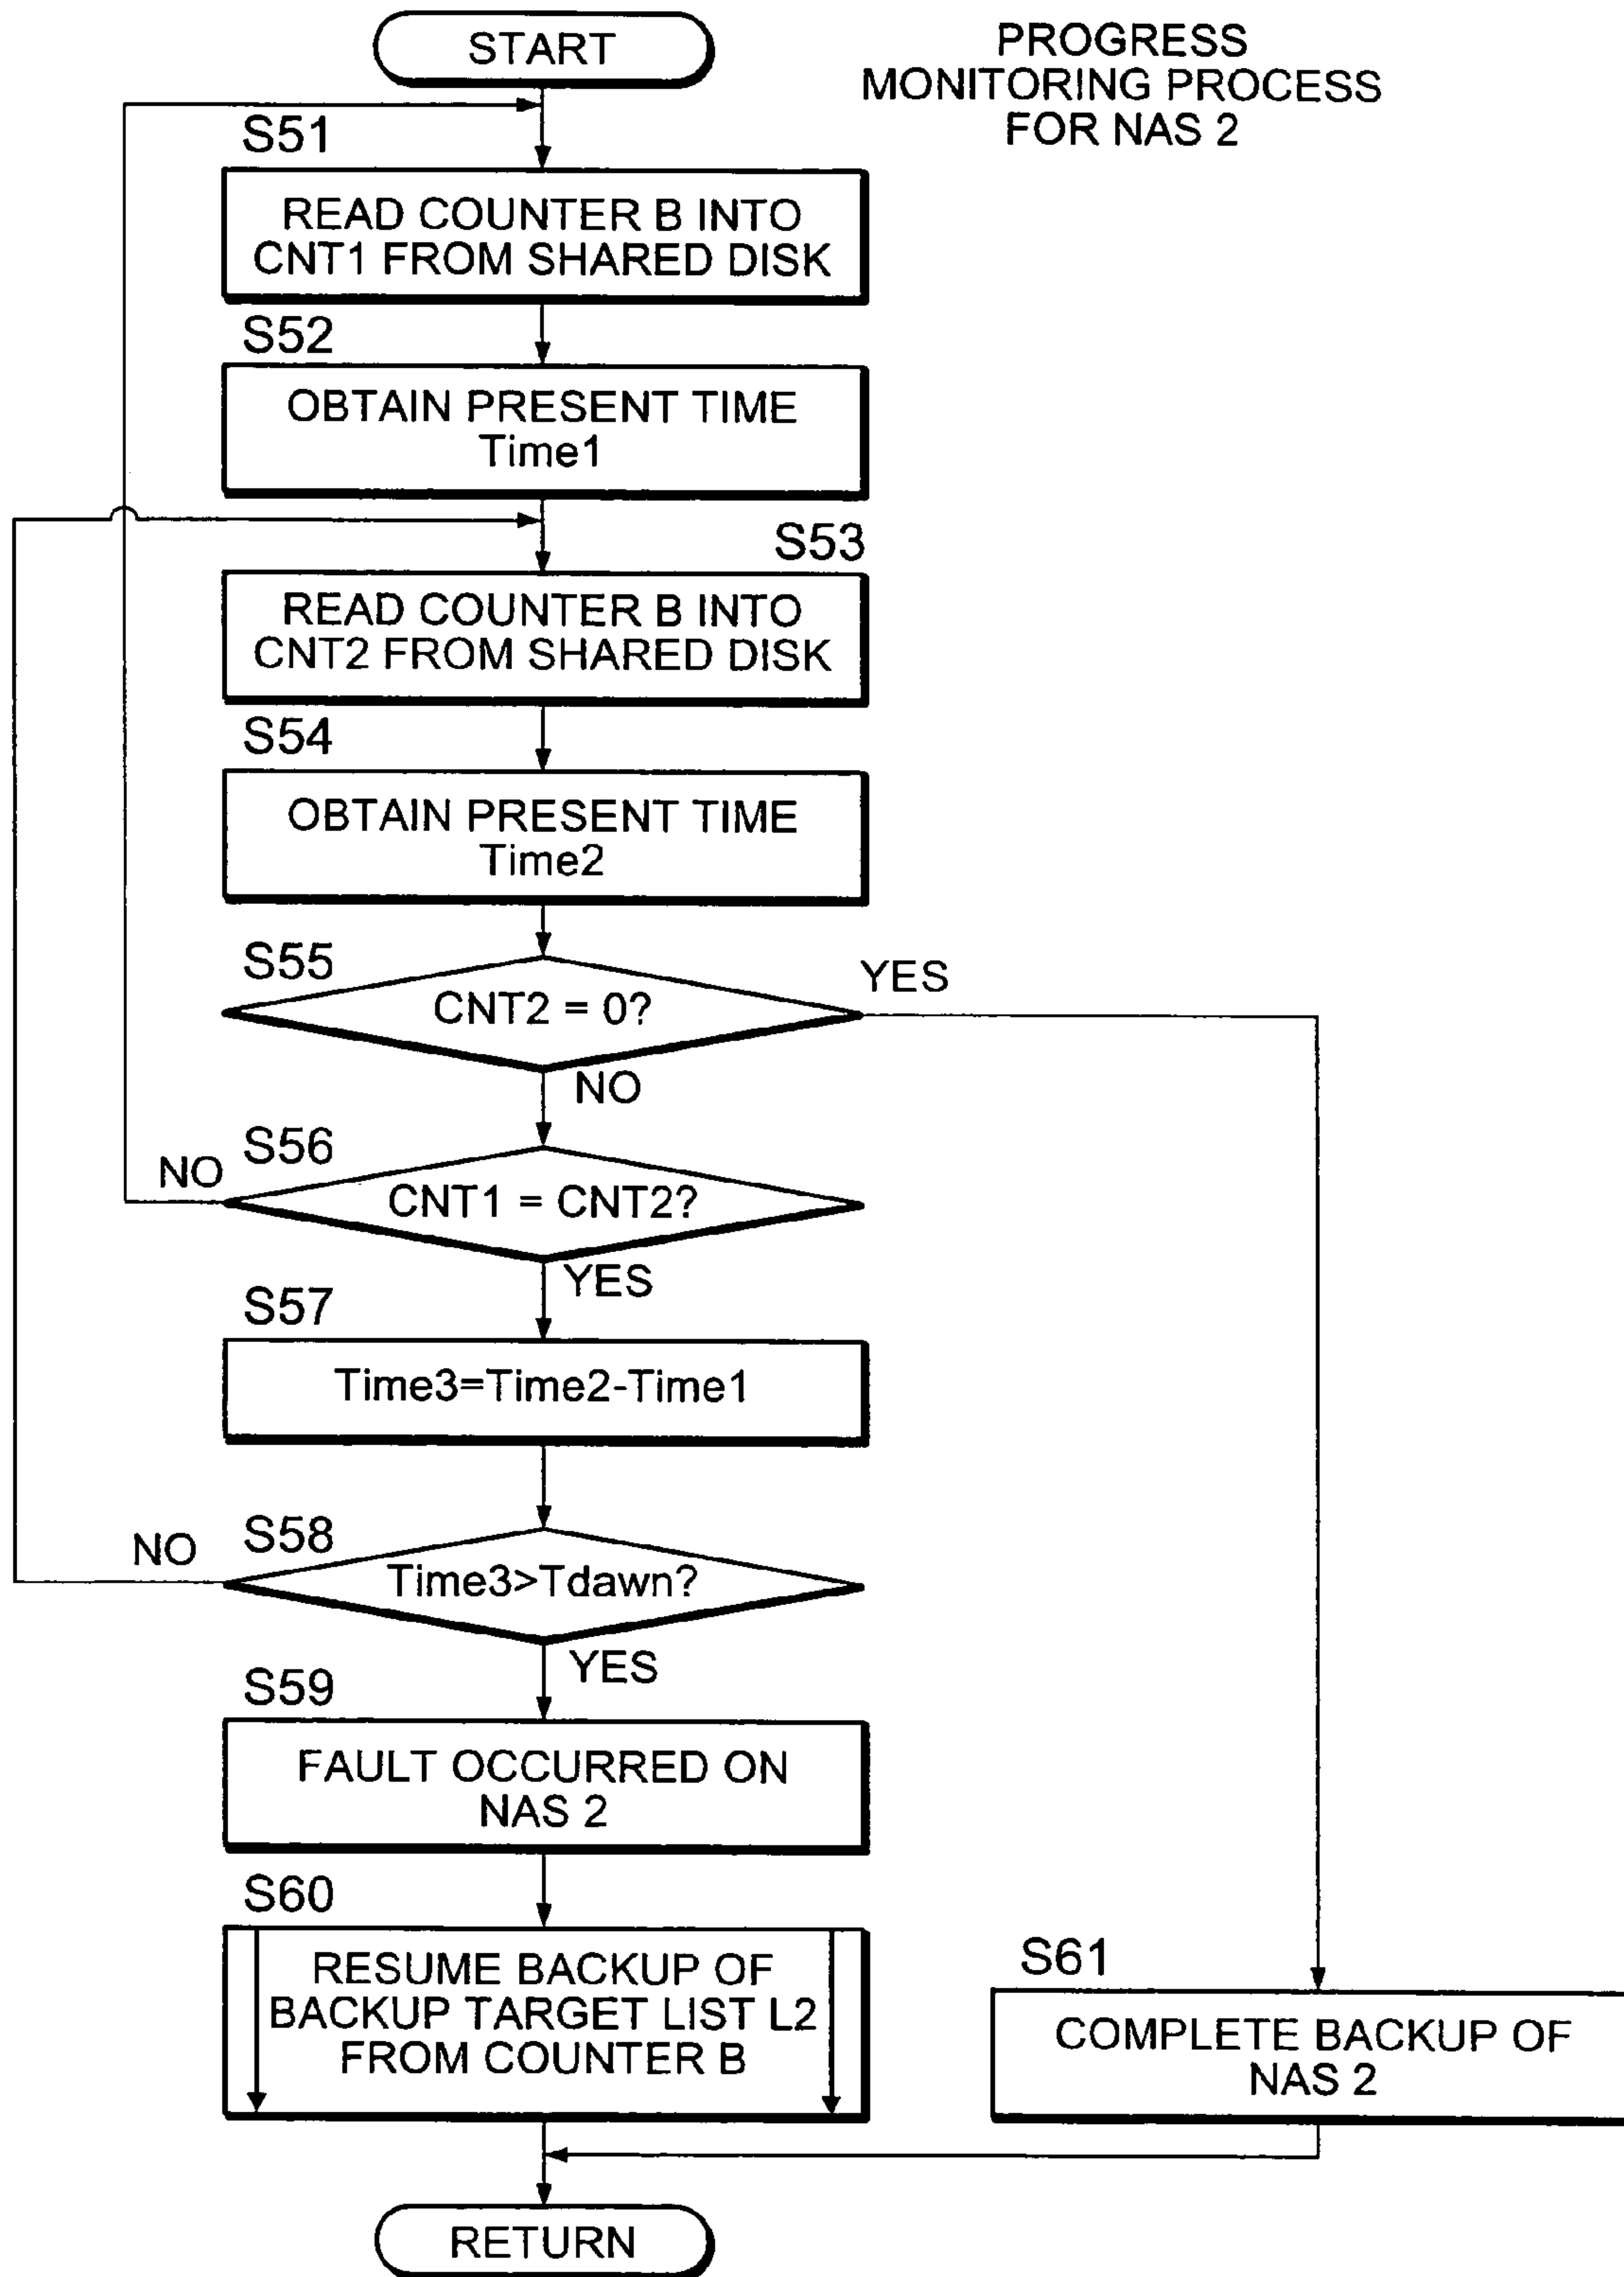 START
PROGRESS
MONITORING PROCESS
FOR NAS 2
S51
READ COUNTER B INTO
CNT1 FROM SHARED DISK
S52
OBTAIN PRESENT TIME
Time1
S53
READ COUNTER B INTO
CNT2 FROM SHARED DISK
S54
OBTAIN PRESENT TIME
Time2
S55
YES
CNT2 = 0?
NO
S56
NO
CNT1 = CNT2?
YES
S57
Time3=Time2-Time1
S58
NO
Time3>Tdawn?
YES
S59
FAULT OCCURRED ON
NAS 2
S60
RESUME BACKUP OF
BACKUP TARGET LIST L2
FROM COUNTER B
S61
COMPLETE BACKUP OF
NAS 2
RETURN